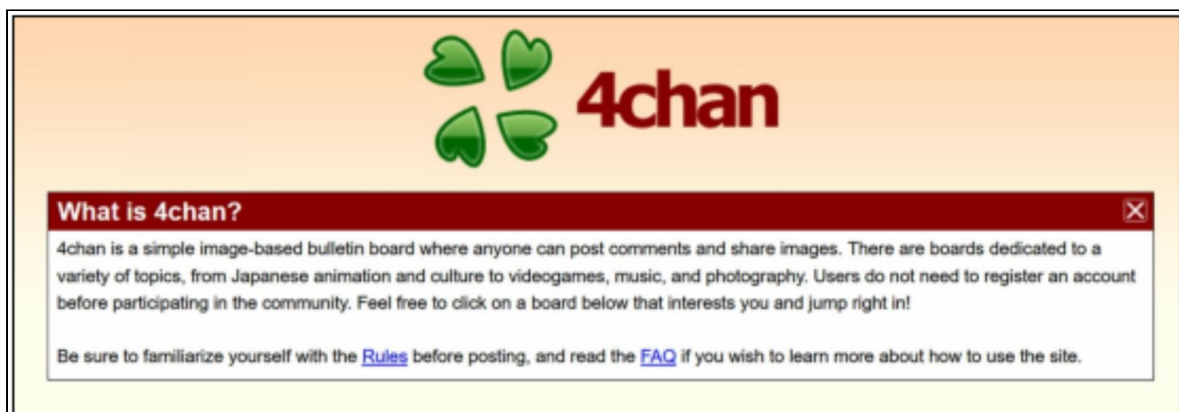 4chan
What is 4chan?
4chan is a simple image-based bulletin board where anyone can post comments and share images. There are boards dedicated to a
variety of topics, from Japanese animation and culture to videogames, music, and photography. Users do not need to register an account
before participating in the community. Feel free to click on a board below that interests you and jump right in!
Be sure to familiarize yourself with the Rules before posting, and read the FAQ if you wish to learn more about how to use the site.